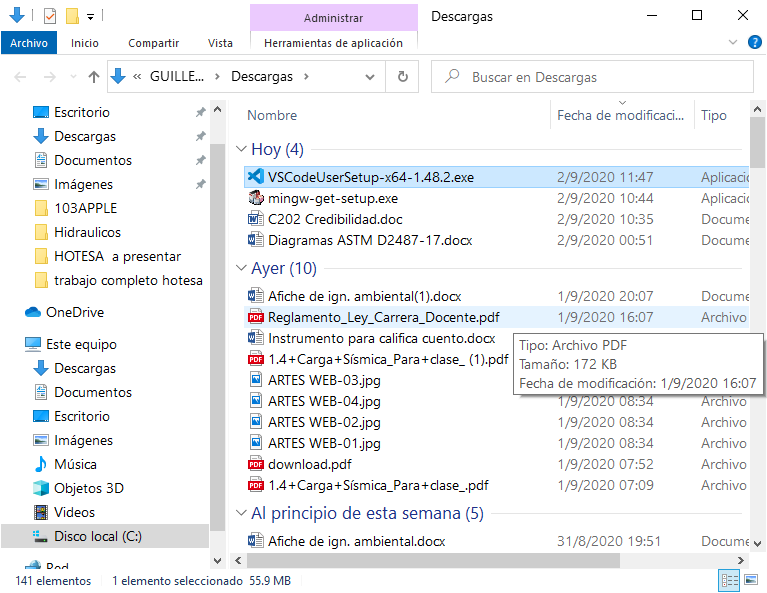 Administrar
Descargas
Archivo Inicio Compartir Vista Herramientas de aplicación
« GUILLE... › Descargas ›
Buscar en Descargas
Escritorio
Descargas
Documentos
Imágenes
103APPLE
Hidraulicos
HOTESA a presentar
trabajo completo hotesa
OneDrive
Este equipo
Descargas
Documentos
Escritorio
Imágenes
Música
Objetos 3D
Videos
Disco local (C:)
Red
Nombre Fecha de modificaci... Tipo
Hoy (4)
VSCodeUserSetup-x64-1.48.2.exe 2/9/2020 11:47 Aplicació
mingw-get-setup.exe 2/9/2020 10:44 Aplicació
C202 Credibilidad.doc 2/9/2020 10:35 Docume
Diagramas ASTM D2487-17.docx 2/9/2020 00:51 Docume
Ayer (10)
Afiche de ign. ambiental(1).docx 1/9/2020 20:07 Docume
Reglamento_Ley_Carrera_Docente.pdf 1/9/2020 16:07 Archivo
Instrumento para califica cuento.docx
1.4+Carga+Sísmica_Para+clase_ (1).pdf
ARTES WEB-03.jpg
ARTES WEB-04.jpg 1/9/2020 08:34 Archivo
ARTES WEB-02.jpg 1/9/2020 08:34 Archivo
ARTES WEB-01.jpg 1/9/2020 08:34 Archivo
download.pdf 1/9/2020 07:52 Archivo
1.4+Carga+Sísmica_Para+clase_.pdf 1/9/2020 07:09 Archivo
Tipo: Archivo PDF
Tamaño: 172 KB
Fecha de modificación: 1/9/2020 16:07
Al principio de esta semana (5)
Afiche de ign. ambiental.docx 31/8/2020 19:51 Docume
141 elementos 1 elemento seleccionado 55.9 MB